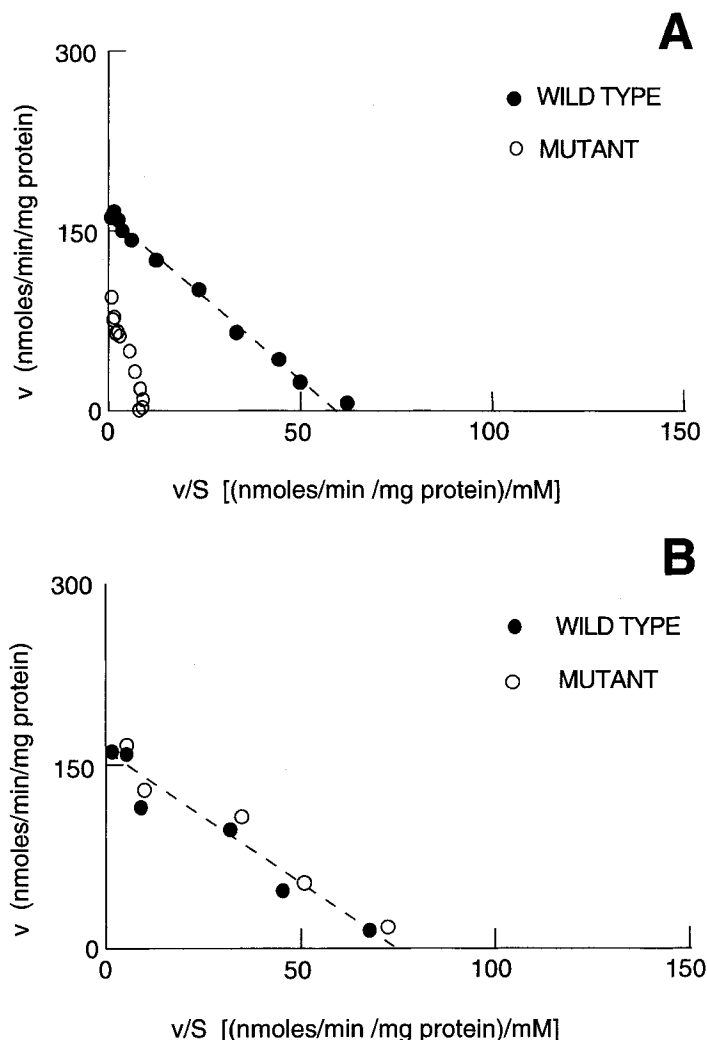 A
300
WILD TYPE
MUTANT
150
0
0 50 100 150
v (nmoles/min/mg protein)
v/S [(nmoles/min /mg protein)/mM]
B
300
WILD TYPE
MUTANT
150
0
0 50 100 150
v (nmoles/min/mg protein)
v/S [(nmoles/min /mg protein)/mM]